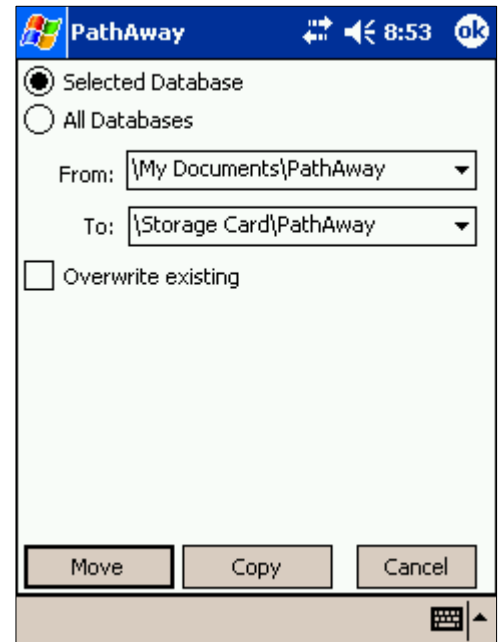 PathAway 8:53 ok
Selected Database
All Databases
From: \My Documents\PathAway
To: \Storage Card\PathAway
Overwrite existing
Move Copy Cancel